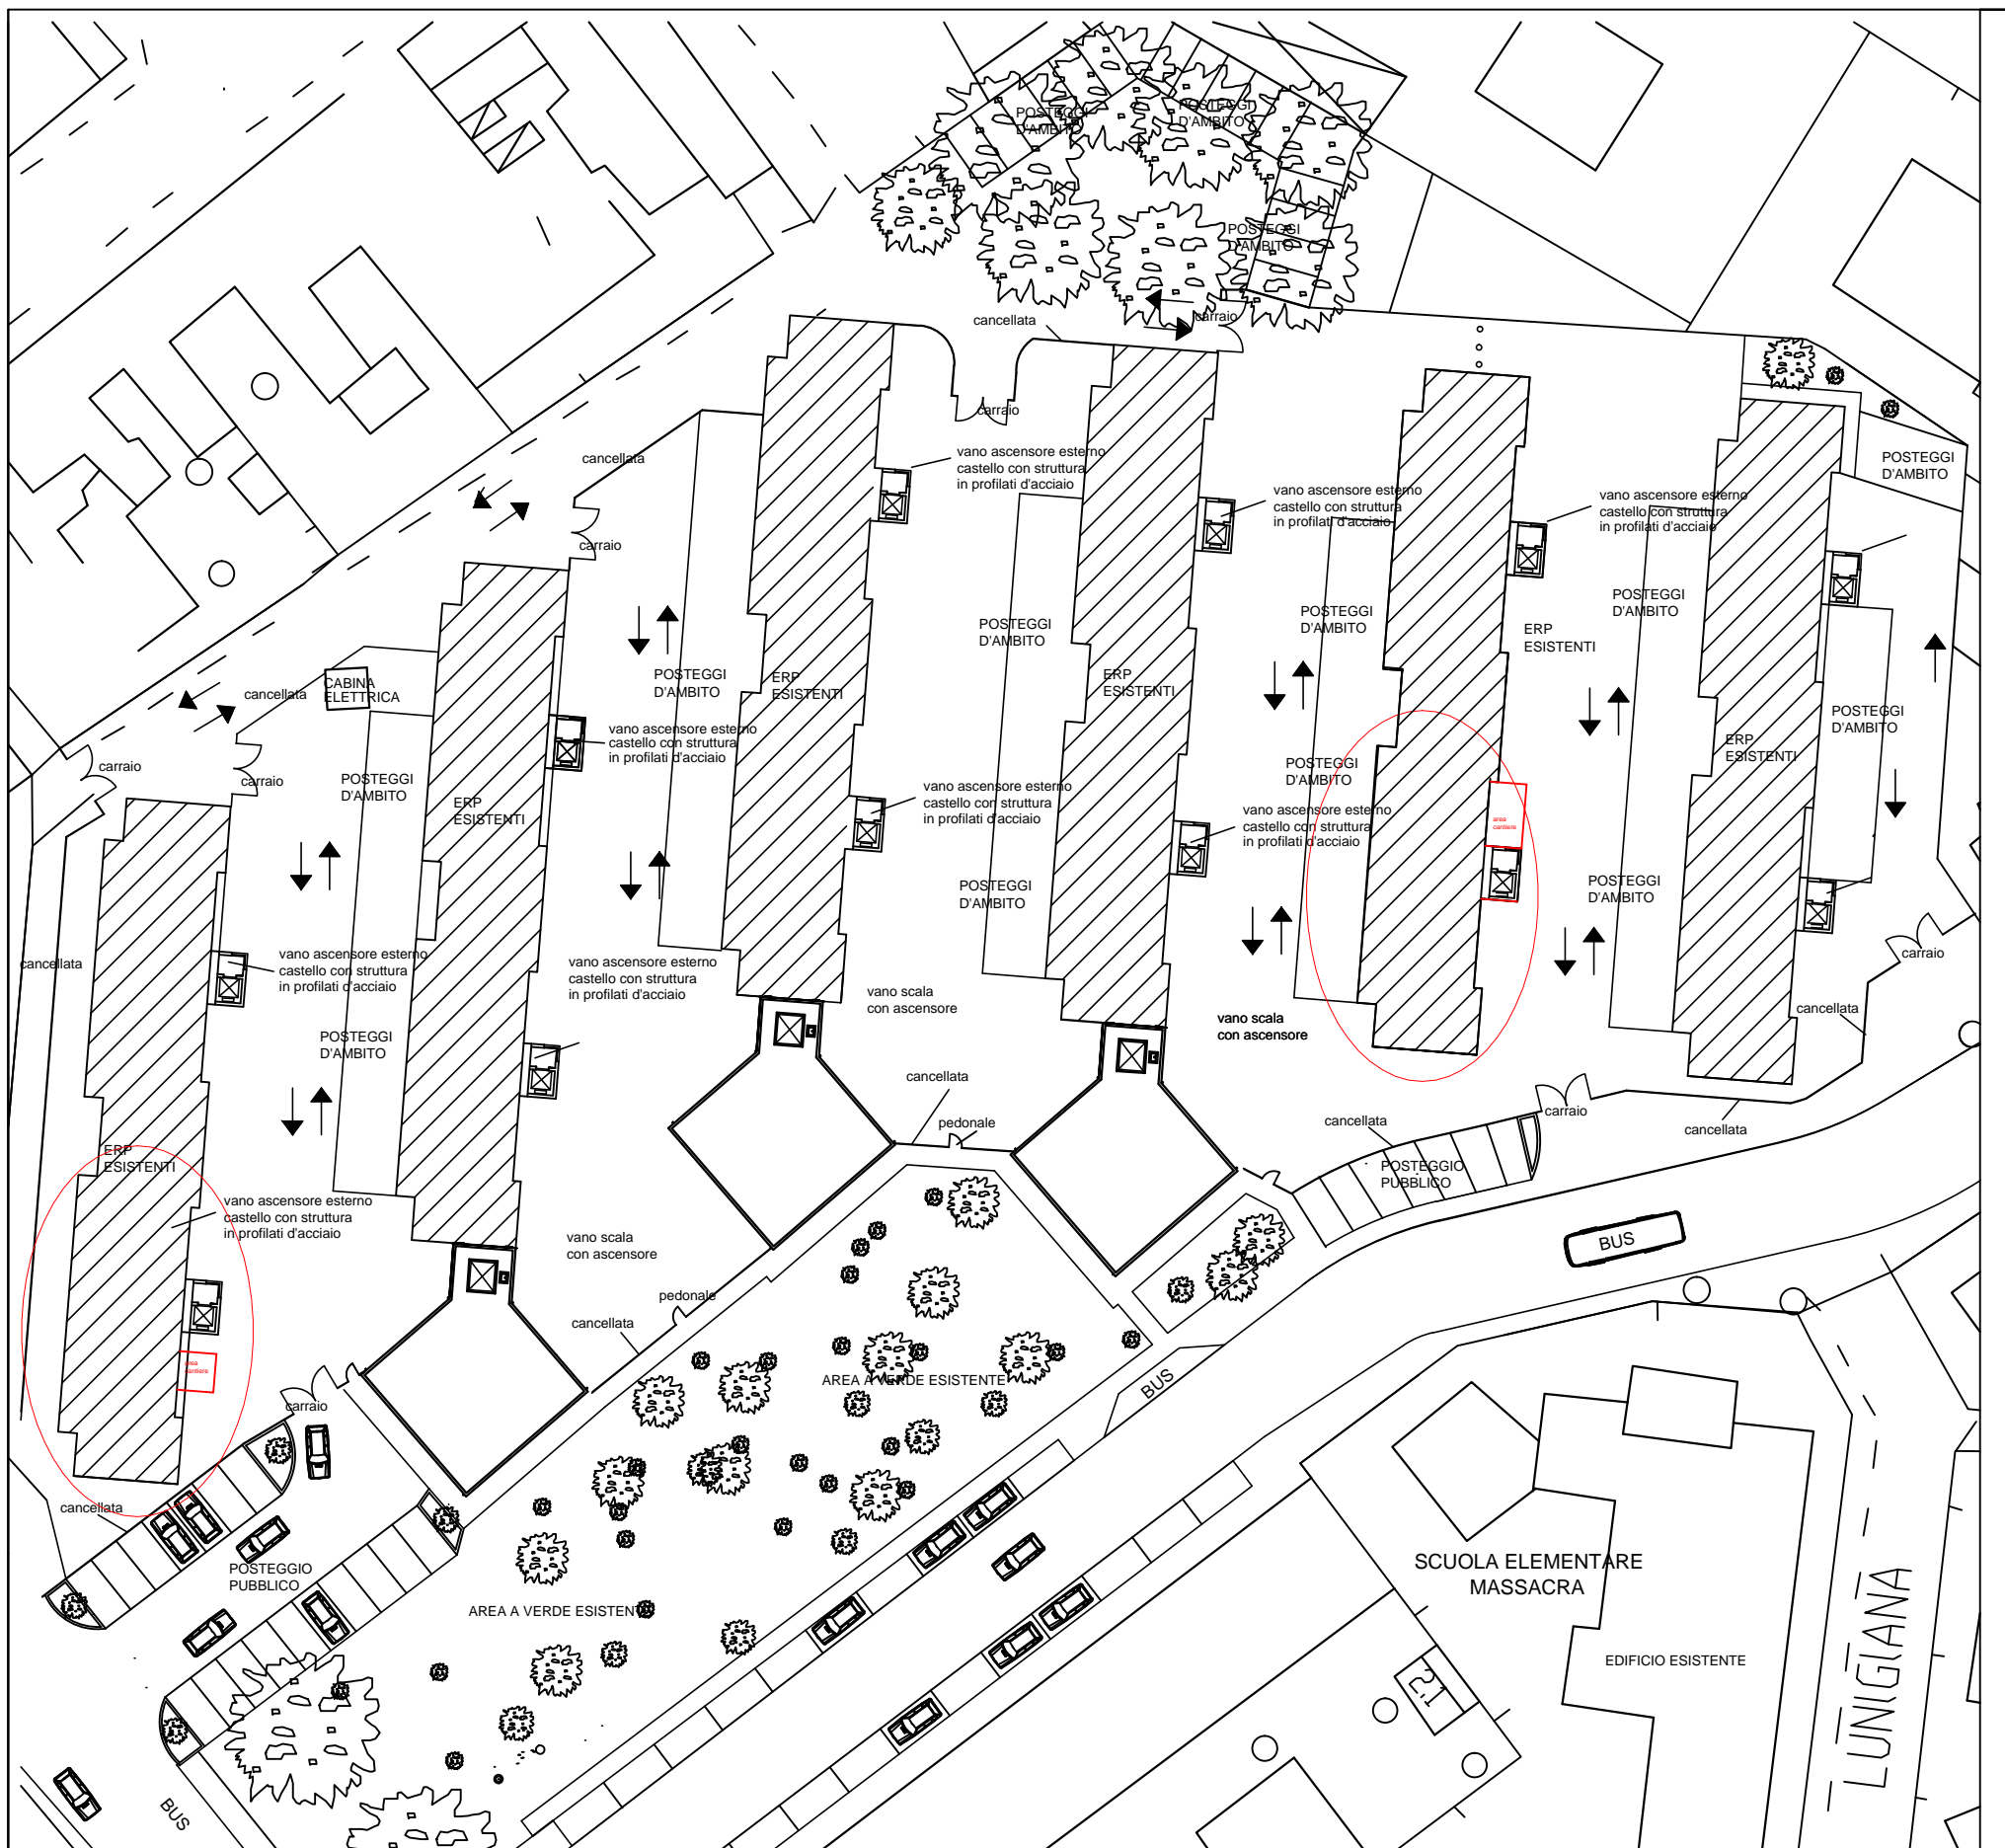 POSTEGGI
D'AMBITO
POSTEGGI
D'AMBITO
POSTEGGI
D'AMBITO
cancellata
carraio
carraio
cancellata
carraio
vano ascensore esterno
castello con struttura
in profilati d'acciaio
vano ascensore esterno
castello con struttura
in profilati d'acciaio
vano ascensore esterno
castello con struttura
in profilati d'acciaio
POSTEGGI
D'AMBITO
POSTEGGI
D'AMBITO
POSTEGGI
D'AMBITO
POSTEGGI
D'AMBITO
ERP
ESISTENTI
cancellata
CABINA
ELETTRICA
POSTEGGI
D'AMBITO
ERP
ESISTENTI
ERP
ESISTENTI
POSTEGGI
D'AMBITO
ERP
ESISTENTI
vano ascensore esterno
castello con struttura
in profilati d'acciaio
carraio
carraio
POSTEGGI
D'AMBITO
ERP
ESISTENTI
POSTEGGI
D'AMBITO
vano ascensore esterno
castello con struttura
in profilati d'acciaio
vano ascensore esterno
castello con struttura
in profilati d'acciaio
area
cantiere
POSTEGGI
D'AMBITO
POSTEGGI
D'AMBITO
cancellata
vano ascensore esterno
castello con struttura
in profilati d'acciaio
vano ascensore esterno
castello con struttura
in profilati d'acciaio
carraio
vano scala
con ascensore
vano scala
con ascensore
cancellata
POSTEGGI
D'AMBITO
cancellata
pedonale
cancellata
carraio
cancellata
ERP
ESISTENTI
POSTEGGIO
PUBBLICO
vano ascensore esterno
castello con struttura
in profilati d'acciaio
vano scala
con ascensore
BUS
pedonale
cancellata
area
cantiere
carraio
AREA A VERDE ESISTENTE
BUS
cancellata
POSTEGGIO
PUBBLICO
AREA A VERDE ESISTENTE
SCUOLA ELEMENTARE
MASSACRA
EDIFICIO ESISTENTE
LUNIGIANA
BUS